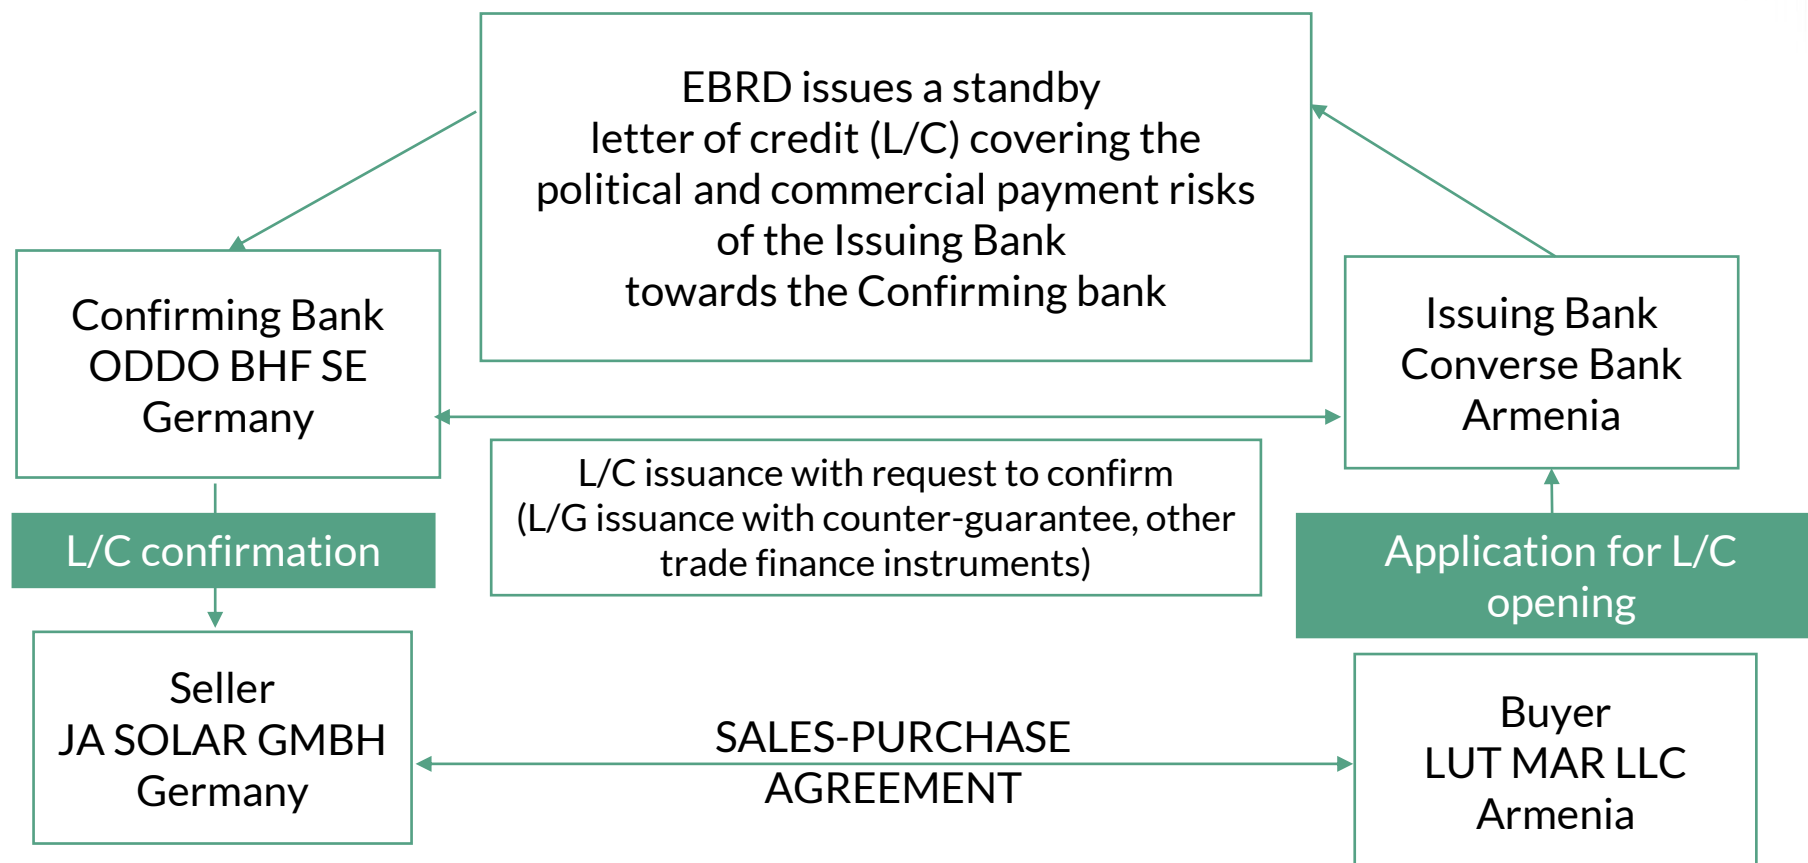 EBRD issues a standby
letter of credit (L/C) covering the
political and commercial payment risks
of the Issuing Bank
towards the Confirming bank
Confirming Bank
ODDO BHF SE
Germany
Issuing Bank
Converse Bank
Armenia
L/C issuance with request to confirm
(L/G issuance with counter-guarantee, other
trade finance instruments)
L/C confirmation
Application for L/C
opening
Seller
JA SOLAR GMBH
Germany
SALES-PURCHASE
AGREEMENT
Buyer
LUT MAR LLC
Armenia